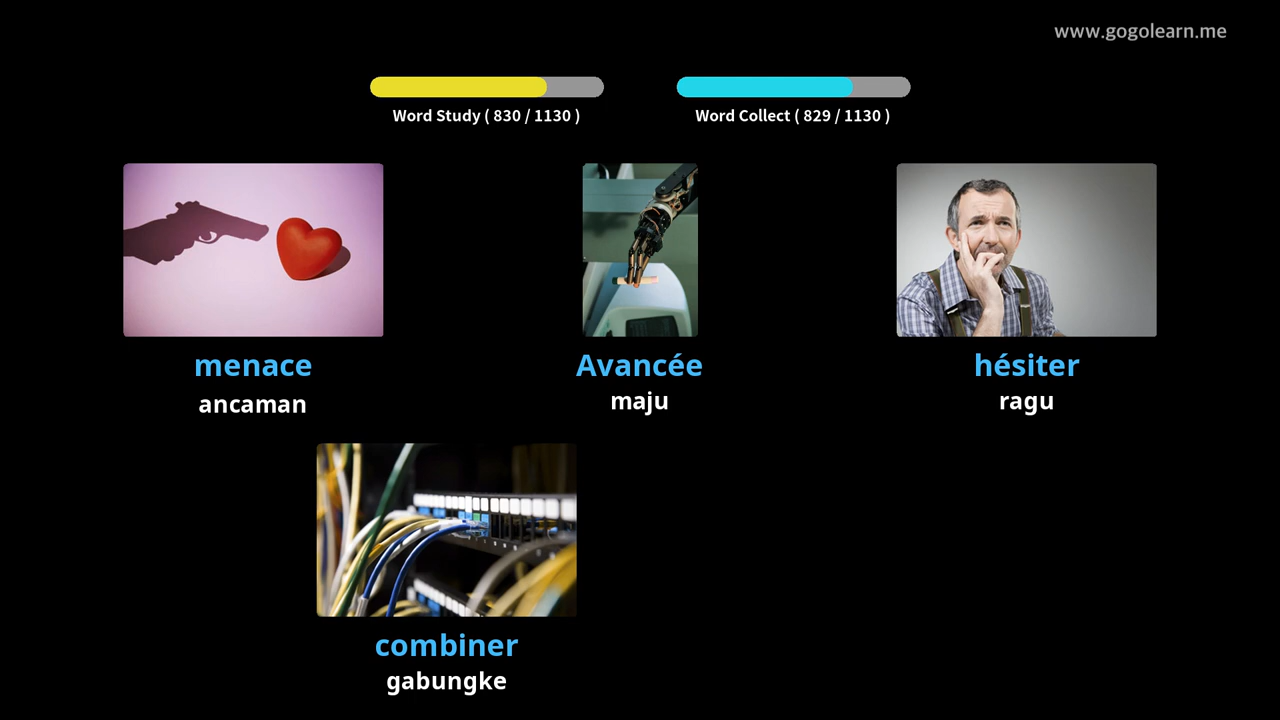 www.gogolearn.me
Word Study ( 830 / 1130 )
Word Collect ( 829 / 1130 )
menace
ancaman
Avancée
maju
hésiter
ragu
combiner
gabungke